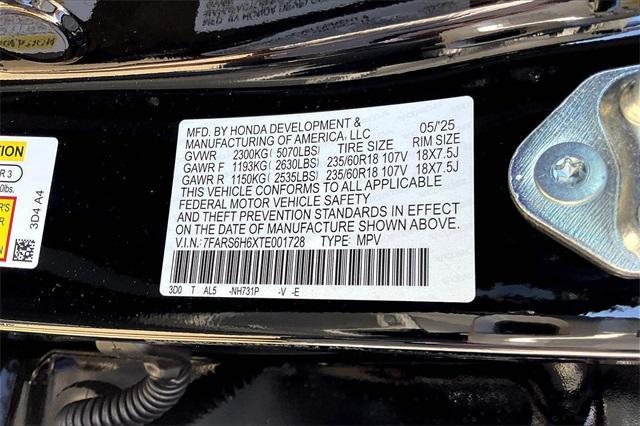 MFD. BY HONDA DEVELOPMENT &
MANUFACTURING OF AMERICA, LLC 05/'25
GVWR 2300KG( 5070LBS) TIRE SIZE RIM SIZE
GAWR F 1193KG( 2630LBS) 235/60R18 107V 18X7.5J
GAWR R 1150KG( 2535LBS) 235/60R18 107V 18X7.5J
THIS VEHICLE CONFORMS TO ALL APPLICABLE
FEDERAL MOTOR VEHICLE SAFETY
AND THEFT PREVENTION STANDARDS IN EFFECT
ON THE DATE OF MANUFACTURE SHOWN ABOVE.
V.I.N.: 7FARS6H6XTE001728 TYPE: MPV
3D0 T AL5 -NH731P -V -E
TION
R 3
0lbs.
R'S
3D4 A4